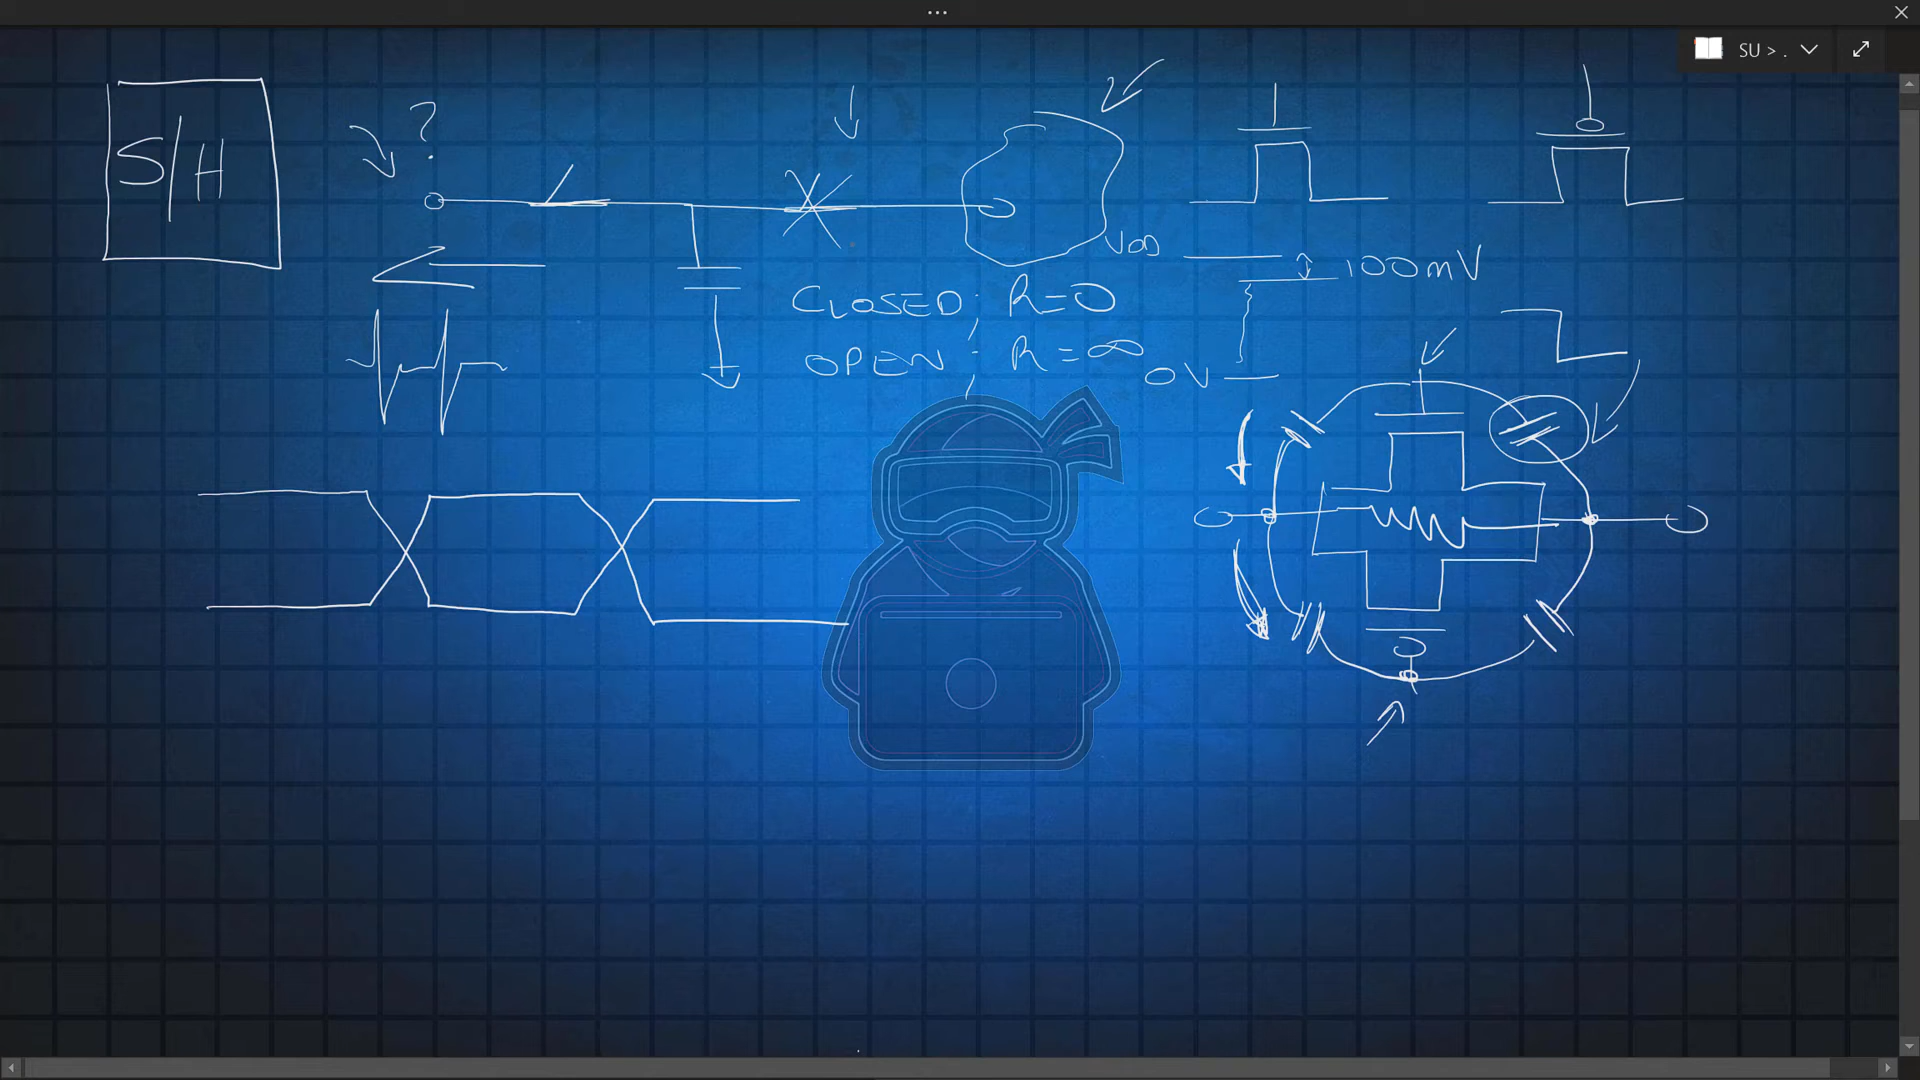 SU > .
S/H
?
VDD
100mV
CLOSED: R=0
OPEN : R=∞
0V